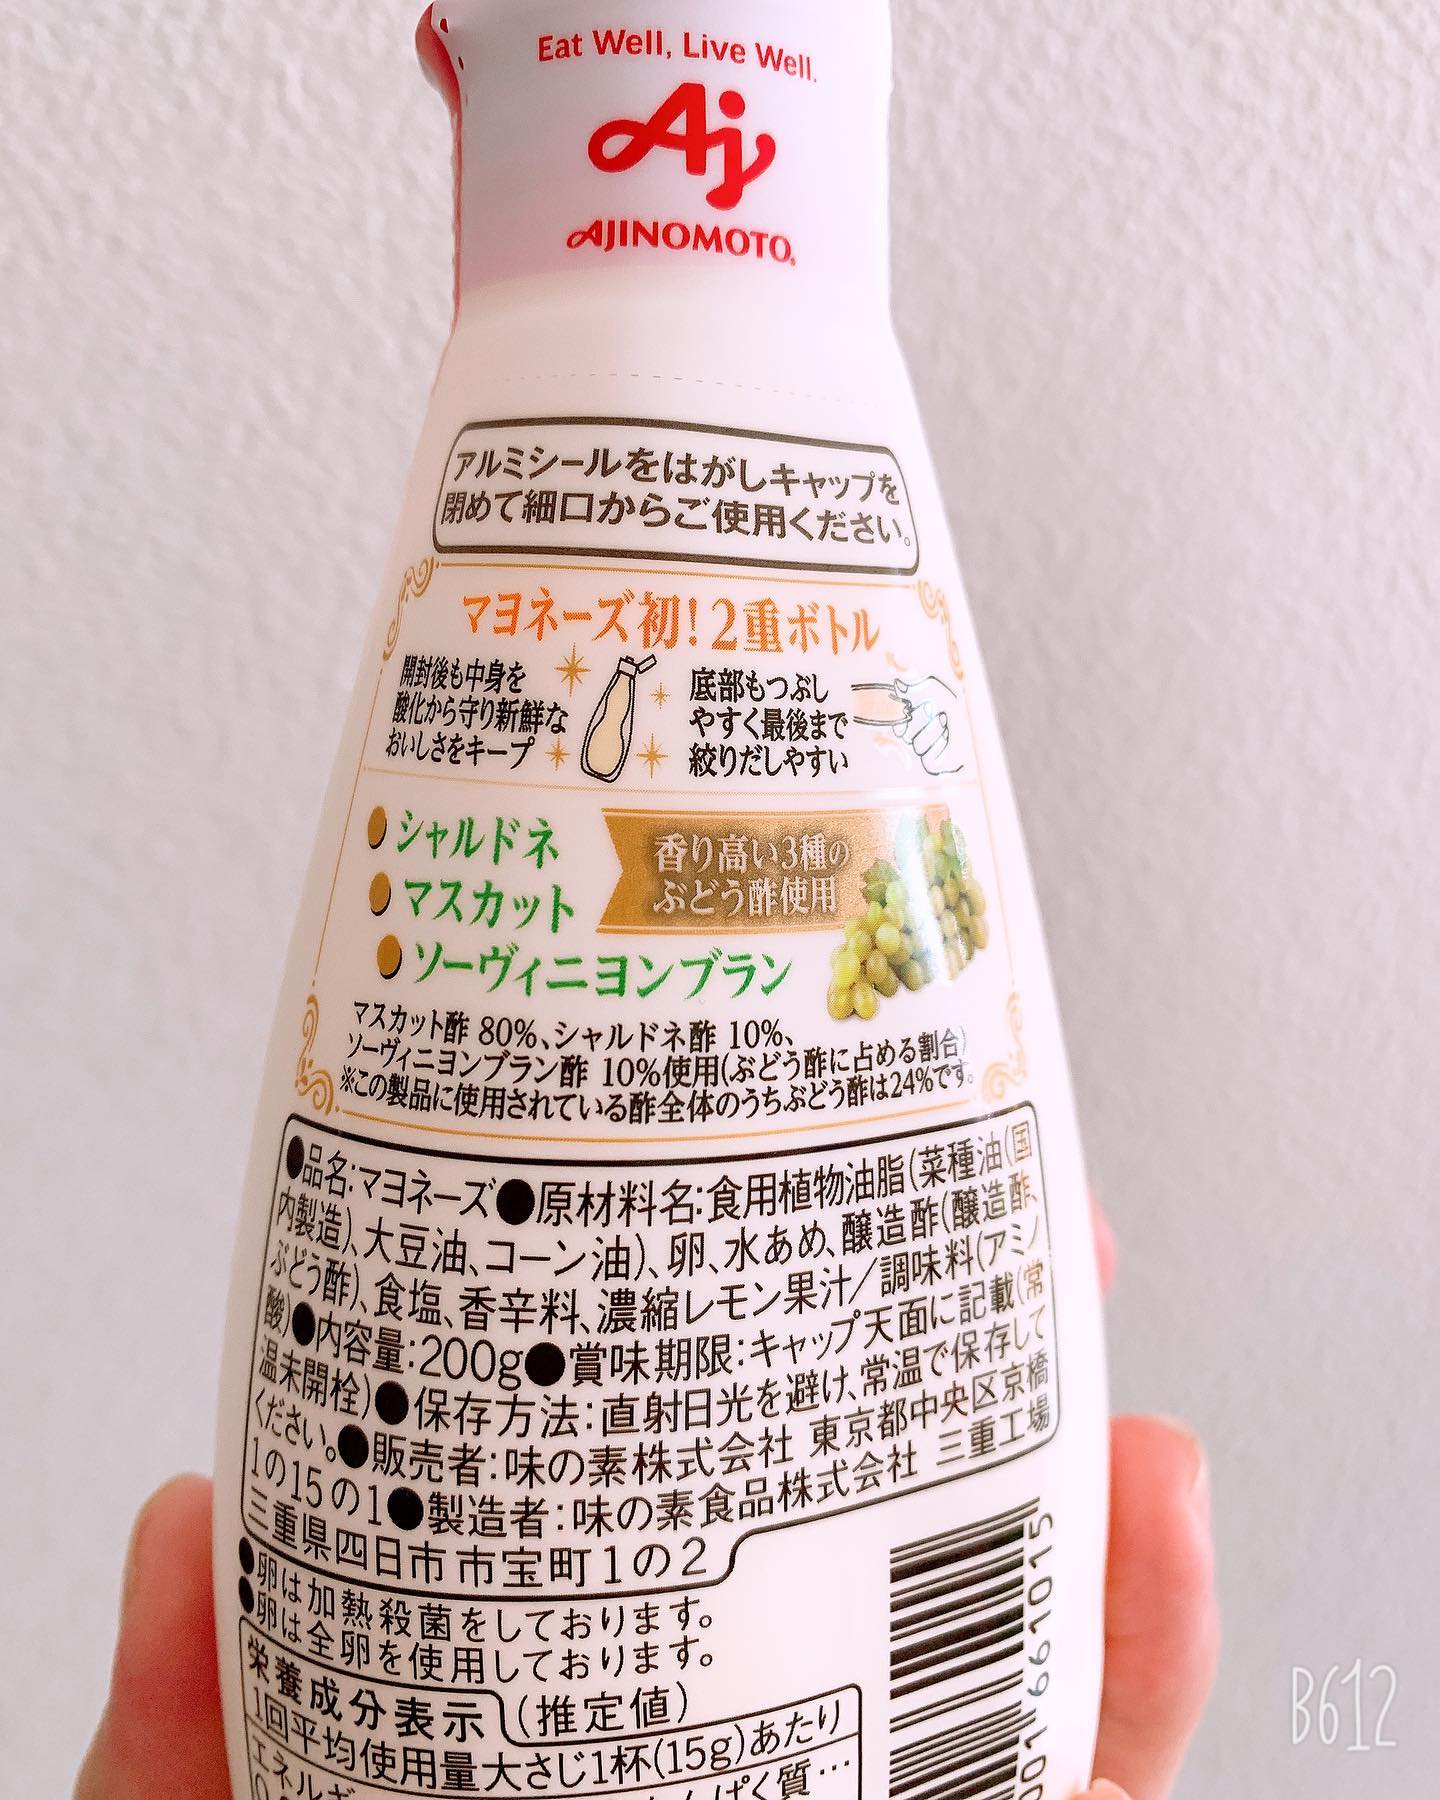 Eat Well, Live Well.
Aj
AJINOMOTO®
アルミシールをはがしキャップを
閉めて細口からご使用ください。
マヨネーズ初!2重ボトル
開封後も中身を
酸化から守り新鮮な
おいしさをキープ
底部もつぶし
やすく最後まで
絞りだしやすい
●シャルドネ
●マスカット
●ソーヴィニヨンブラン
香り高い3種の
ぶどう酢使用
マスカット酢 80%、シャルドネ酢 10%、
ソーヴィニヨンブラン酢 10%使用(ぶどう酢に占める割合)
※この製品に使用されている酢全体のうちぶどう酢は24%です。
●品名:マヨネーズ●原材料名:食用植物油脂(菜種油(国
内製造)、大豆油、コーン油)、卵、水あめ、醸造酢(醸造酢、
ぶどう酢)、食塩、香辛料、濃縮レモン果汁/調味料(アミノ
酸)●内容量:200g●賞味期限:キャップ天面に記載(常
温未開栓)●保存方法:直射日光を避け、常温で保存して
ください。●販売者:味の素株式会社 東京都中央区京橋
1の15の1●製造者:味の素食品株式会社 三重工場
三重県四日市市宝町1の2
●卵は加熱殺菌をしております。
●卵は全卵を使用しております。
栄養成分表示(推定値)
1回平均使用量大さじ1杯(15g)あたり
エネルギ
ぱく質…
001 661015
B612